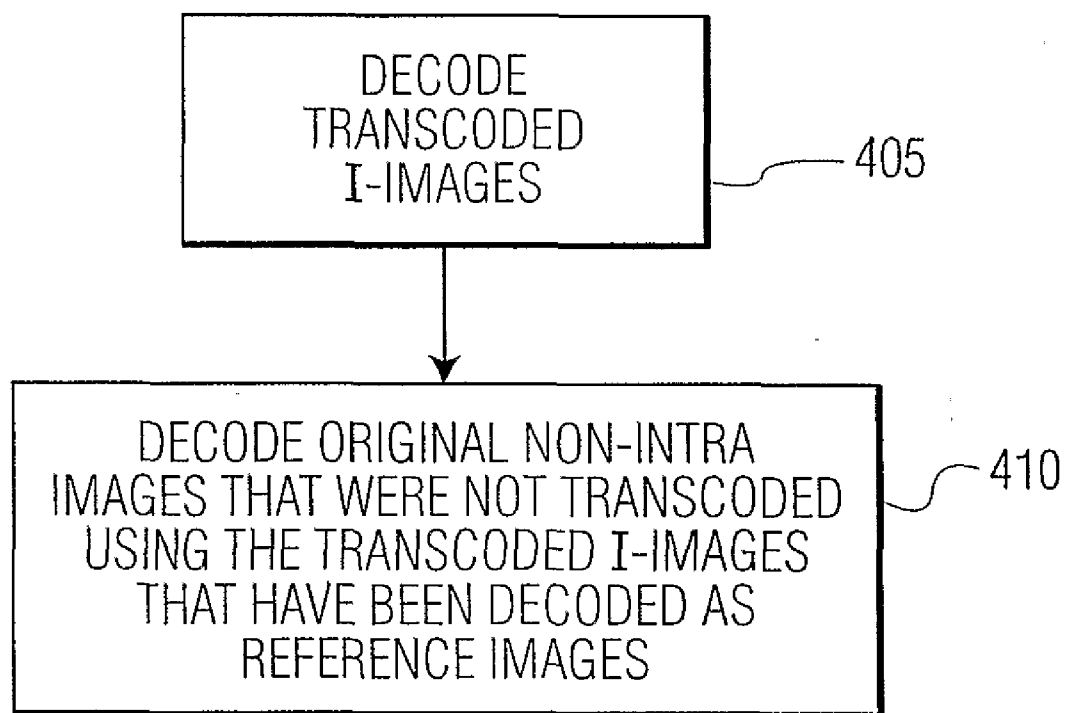 DECODE
TRANSCODED
I-IMAGES
405
DECODE ORIGINAL NON-INTRA
IMAGES THAT WERE NOT TRANSCODED
USING THE TRANSCODED I-IMAGES
THAT HAVE BEEN DECODED AS
REFERENCE IMAGES
410